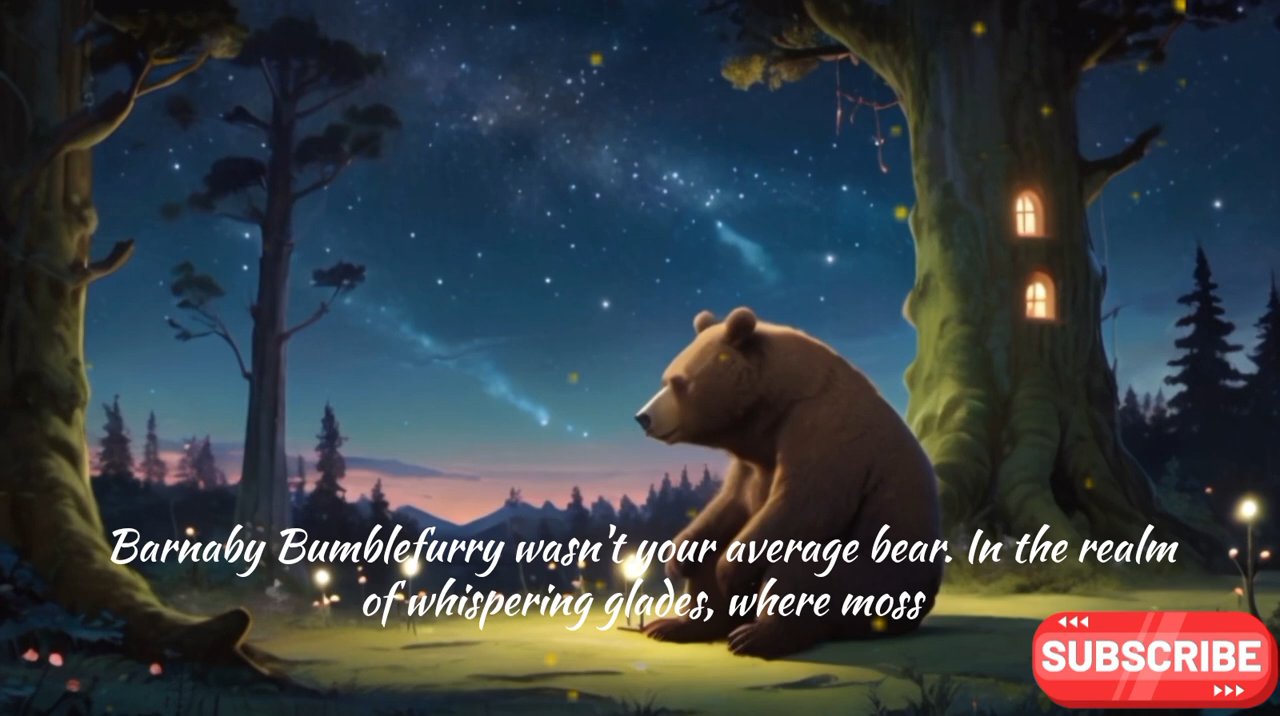 Barnaby Bumblefurry wasn't your average bear. In the realm
of whispering glades, where moss
SUBSCRIBE